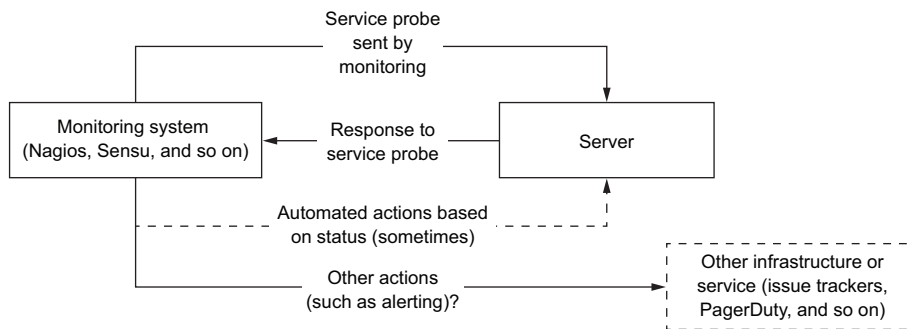 Service probe
sent by
monitoring
Monitoring system
(Nagios, Sensu, and so on)
Response to
service probe
Server
Automated actions based
on status (sometimes)
Other actions
(such as alerting)?
Other infrastructure or
service (issue trackers,
PagerDuty, and so on)